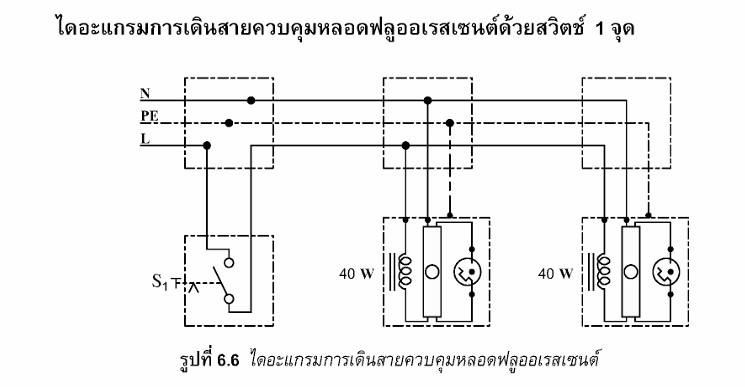 ไดอะแกรมการเดินสายควบคุมหลอดฟลูออเรสเซนต์ด้วยสวิตช์ 1 จุด
N
PE
L
S1
40 W
40 W
รูปที่ 6.6 ไดอะแกรมการเดินสายควบคุมหลอดฟลูออเรสเซนต์